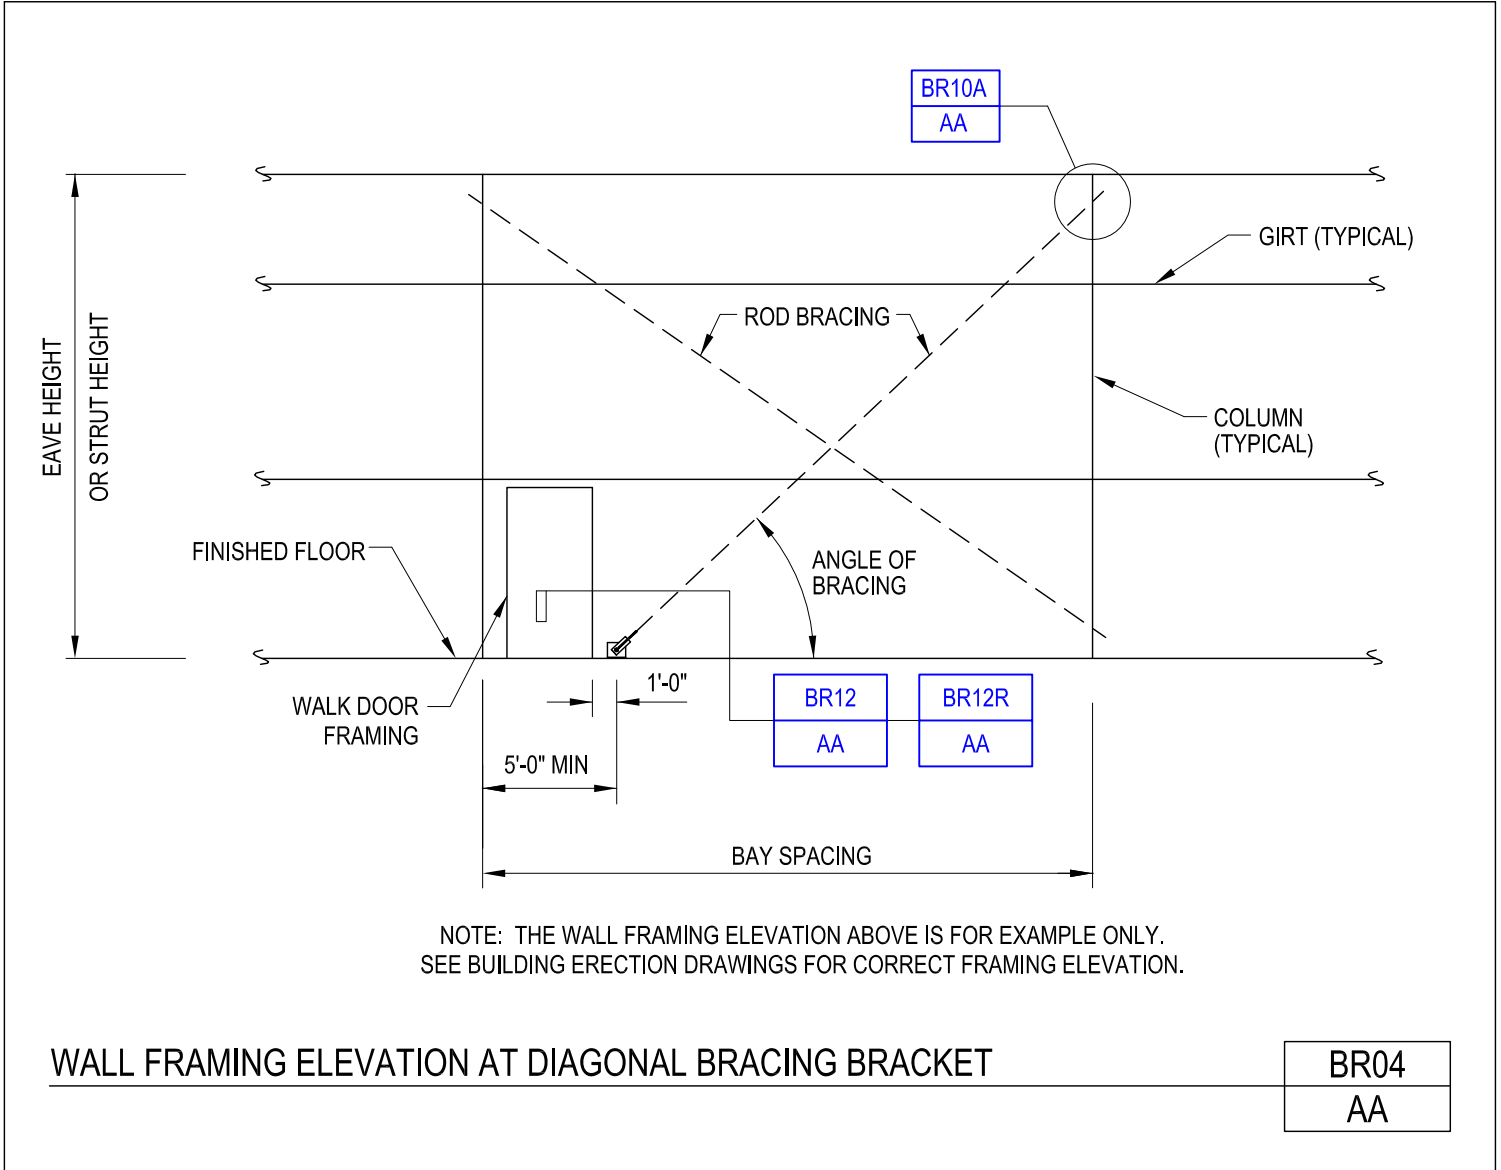 BR10A
AA
GIRT (TYPICAL)
ROD BRACING
EAVE HEIGHT
OR STRUT HEIGHT
COLUMN
(TYPICAL)
FINISHED FLOOR
ANGLE OF
BRACING
WALK DOOR
FRAMING
1'-0"
5'-0" MIN
BR12
AA
BR12R
AA
BAY SPACING
NOTE: THE WALL FRAMING ELEVATION ABOVE IS FOR EXAMPLE ONLY.
SEE BUILDING ERECTION DRAWINGS FOR CORRECT FRAMING ELEVATION.
WALL FRAMING ELEVATION AT DIAGONAL BRACING BRACKET
BR04
AA